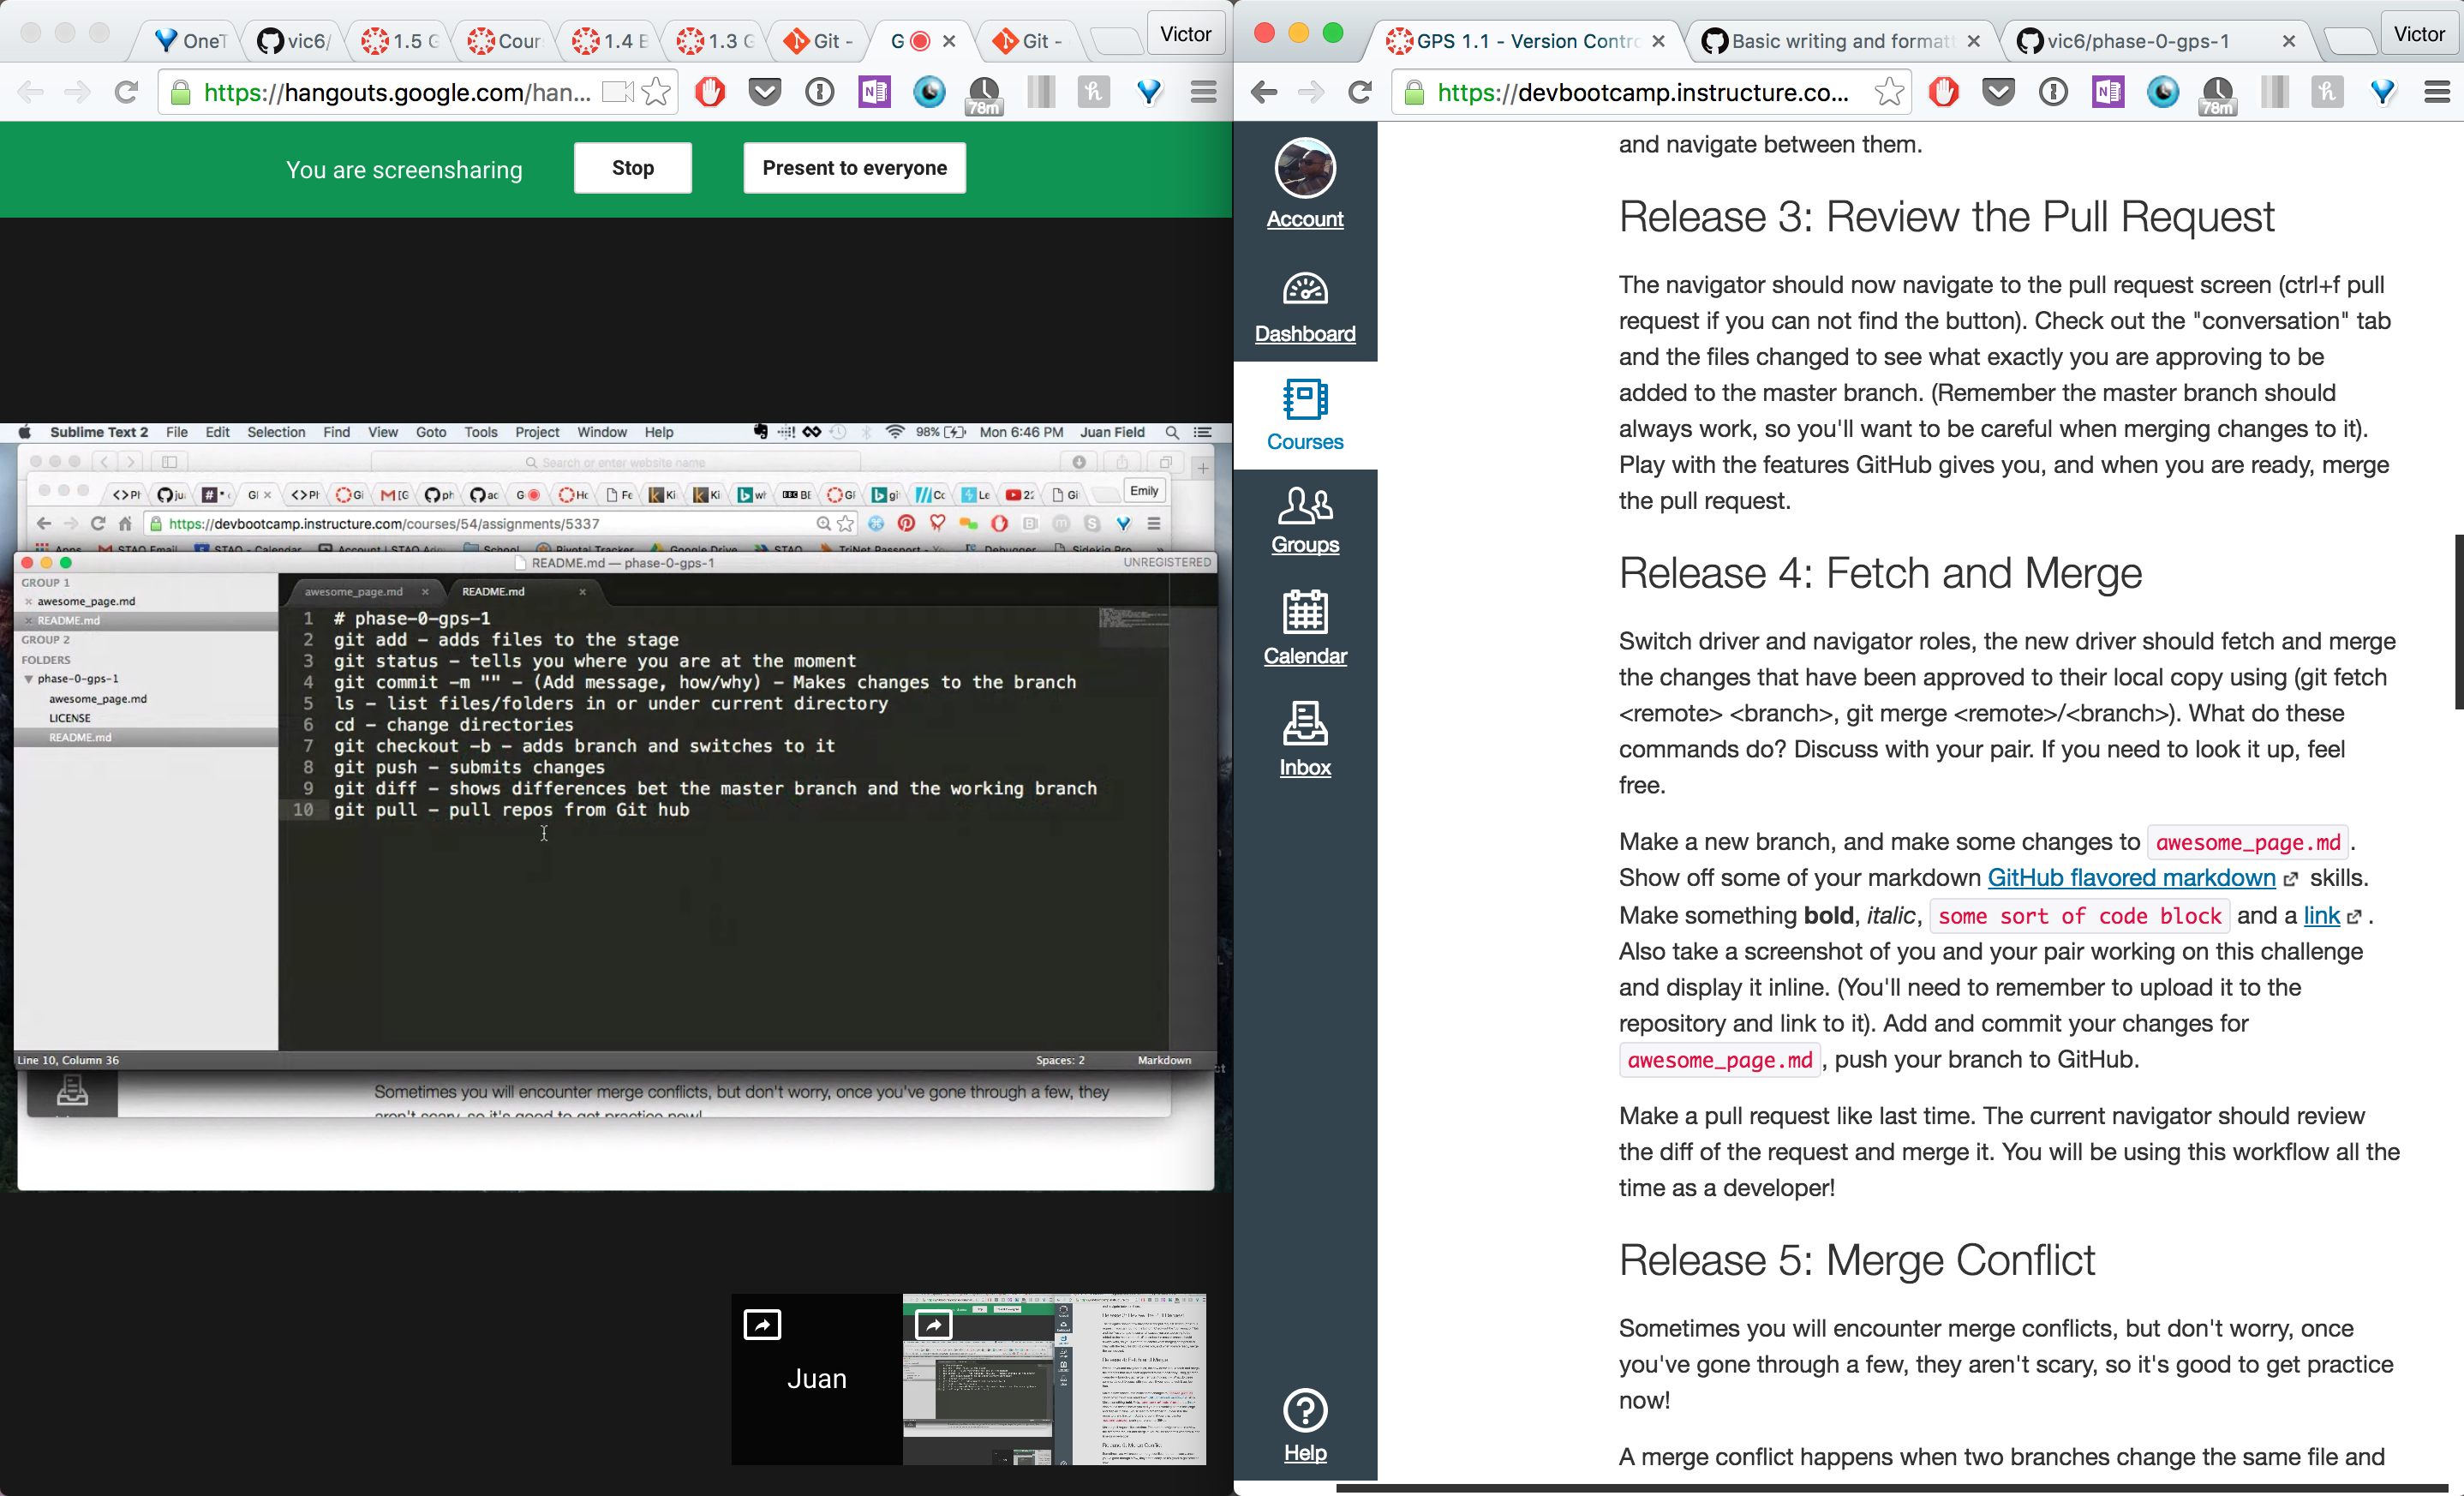 OneT
vic6/
1.5 G
Cour
1.4 E
1.3 G
Git -
G
Git -
Victor
https://hangouts.google.com/han...
78m
You are screensharing
Stop
Present to everyone
Sublime Text 2 File Edit Selection Find View Goto Tools Project Window Help 98% Mon 6:46 PM Juan Field
Search or enter website name
Emily
https://devbootcamp.instructure.com/courses/54/assignments/5337
README.md — phase-0-gps-1
UNREGISTERED
GROUP 1
awesome_page.md
README.md
GROUP 2
FOLDERS
phase-0-gps-1
awesome_page.md
LICENSE
README.md
awesome_page.md
README.md
1 # phase-0-gps-1
2 git add - adds files to the stage
3 git status - tells you where you are at the moment
4 git commit -m "" - (Add message, how/why) - Makes changes to the branch
5 ls - list files/folders in or under current directory
6 cd - change directories
7 git checkout -b - adds branch and switches to it
8 git push - submits changes
9 git diff - shows differences bet the master branch and the working branch
10 git pull - pull repos from Git hub
Line 10, Column 36
Spaces: 2
Markdown
Sometimes you will encounter merge conflicts, but don't worry, once you've gone through a few, they
aren't scary, so it's good to get practice now!
Juan
GPS 1.1 - Version Contro
Basic writing and formatt
vic6/phase-0-gps-1
Victor
https://devbootcamp.instructure.co...
78m
Account
Dashboard
Courses
Groups
Calendar
Inbox
Help
and navigate between them.
Release 3: Review the Pull Request
The navigator should now navigate to the pull request screen (ctrl+f pull
request if you can not find the button). Check out the "conversation" tab
and the files changed to see what exactly you are approving to be
added to the master branch. (Remember the master branch should
always work, so you'll want to be careful when merging changes to it).
Play with the features GitHub gives you, and when you are ready, merge
the pull request.
Release 4: Fetch and Merge
Switch driver and navigator roles, the new driver should fetch and merge
the changes that have been approved to their local copy using (git fetch
<remote> <branch>, git merge <remote>/<branch>). What do these
commands do? Discuss with your pair. If you need to look it up, feel
free.
Make a new branch, and make some changes to awesome_page.md.
Show off some of your markdown GitHub flavored markdown skills.
Make something bold, italic, some sort of code block and a link.
Also take a screenshot of you and your pair working on this challenge
and display it inline. (You'll need to remember to upload it to the
repository and link to it). Add and commit your changes for
awesome_page.md, push your branch to GitHub.
Make a pull request like last time. The current navigator should review
the diff of the request and merge it. You will be using this workflow all the
time as a developer!
Release 5: Merge Conflict
Sometimes you will encounter merge conflicts, but don't worry, once
you've gone through a few, they aren't scary, so it's good to get practice
now!
A merge conflict happens when two branches change the same file and